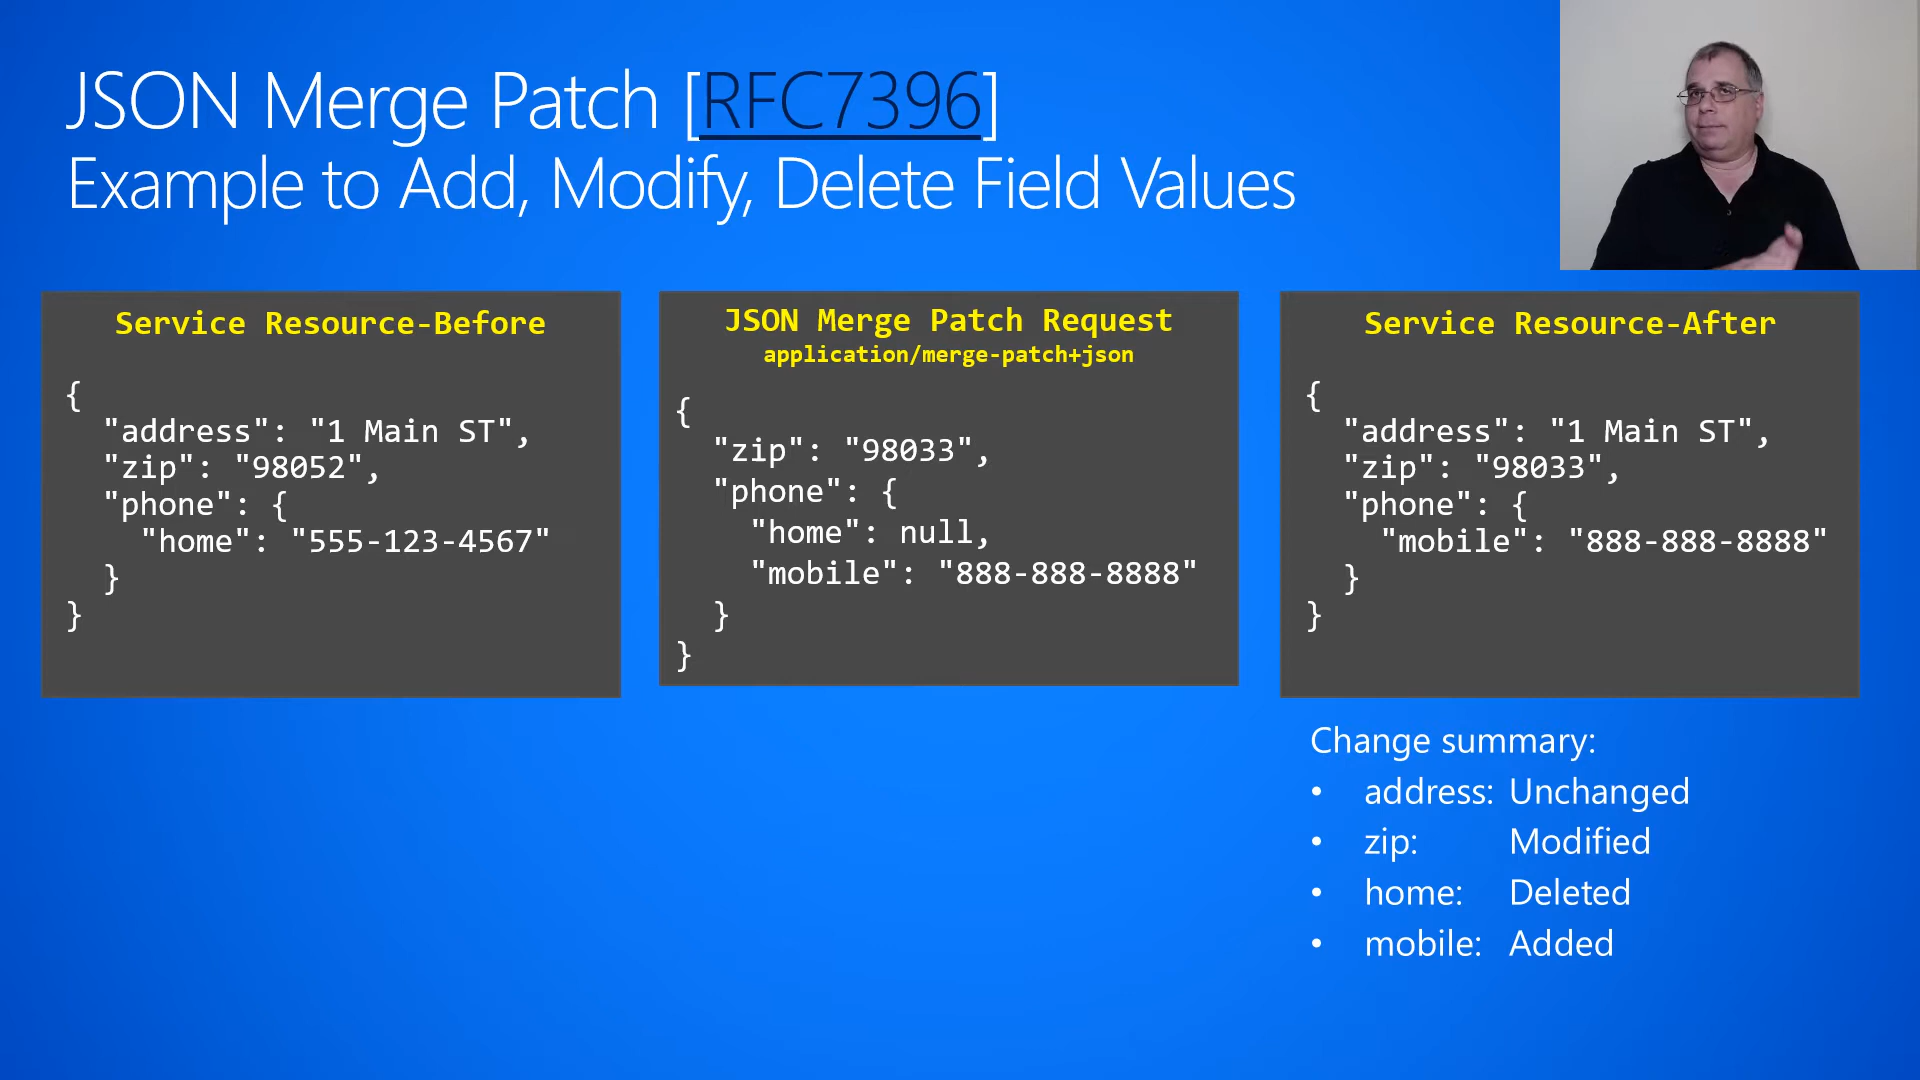 JSON Merge Patch [RFC7396]
Example to Add, Modify, Delete Field Values
Service Resource-Before
{
  "address": "1 Main ST",
  "zip": "98052",
  "phone": {
    "home": "555-123-4567"
  }
}
JSON Merge Patch Request
application/merge-patch+json
{
  "zip": "98033",
  "phone": {
    "home": null,
    "mobile": "888-888-8888"
  }
}
Service Resource-After
{
  "address": "1 Main ST",
  "zip": "98033",
  "phone": {
    "mobile": "888-888-8888"
  }
}
Change summary:
• address: Unchanged
• zip: Modified
• home: Deleted
• mobile: Added